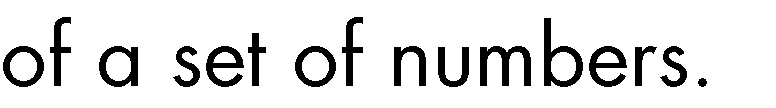 of a set of numbers.